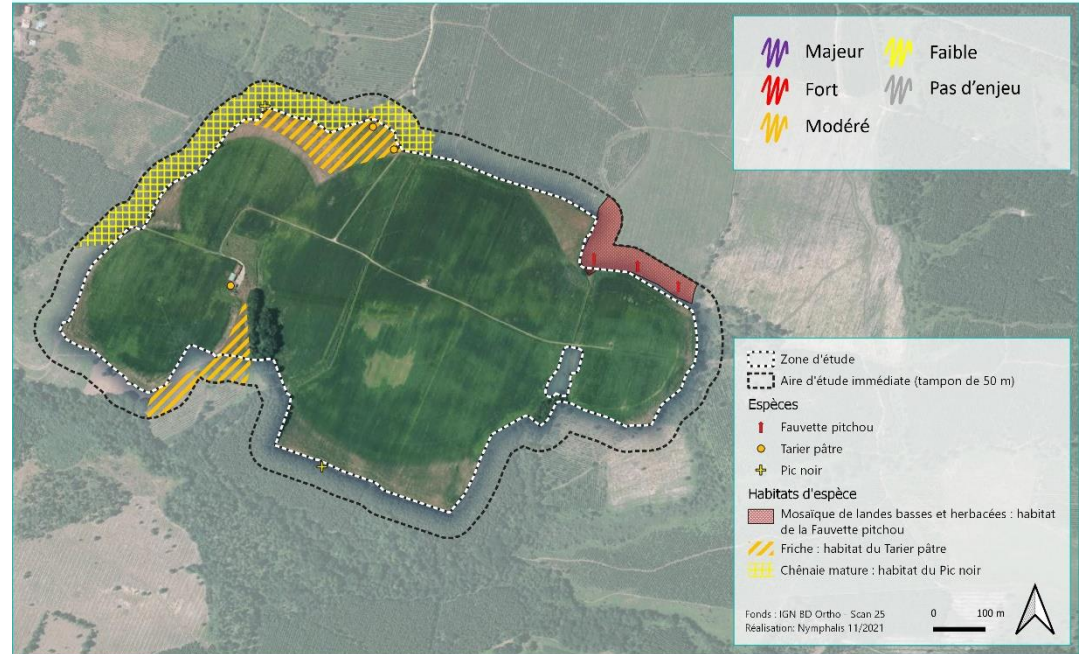 Majeur
Faible
Fort
Pas d'enjeu
Modéré
Zone d'étude
Aire d'étude immédiate (tampon de 50 m)
Espèces
Fauvette pitchou
Tarier pâtre
Pic noir
Habitats d'espèce
Mosaïque de landes basses et herbacées : habitat
de la Fauvette pitchou
Friche : habitat du Tarier pâtre
Chênaie mature : habitat du Pic noir
Fonds : IGN BD Ortho - Scan 25
Réalisation: Nymphalis 11/2021
0 100 m